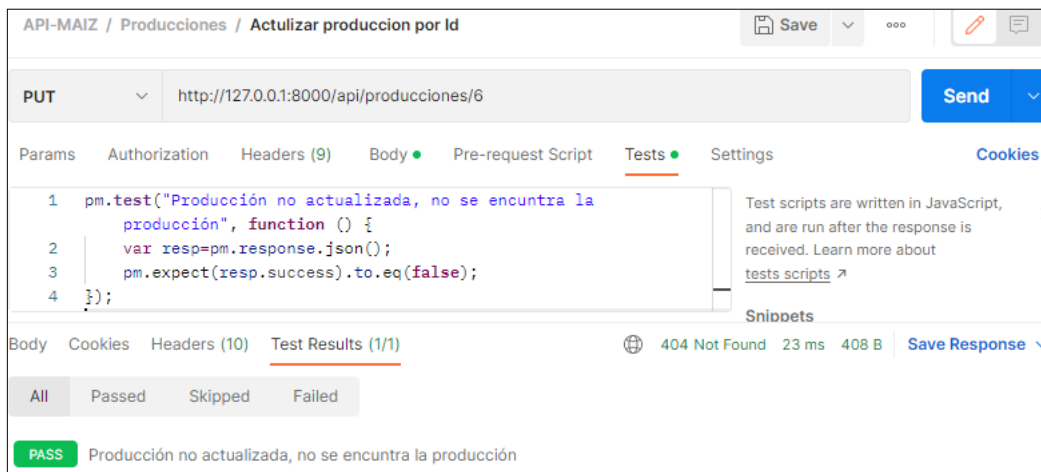 API-MAIZ / Producciones / Actulizar produccion por Id
Save
PUT
http://127.0.0.1:8000/api/producciones/6
Send
Params Authorization Headers (9) Body Pre-request Script Tests Settings Cookies
1 pm.test("Producción no actualizada, no se encuntra la
producción", function () {
2 var resp=pm.response.json();
3 pm.expect(resp.success).to.eq(false);
4 });
Test scripts are written in JavaScript,
and are run after the response is
received. Learn more about
tests scripts ↗
Snippets
Body Cookies Headers (10) Test Results (1/1)
404 Not Found 23 ms 408 B Save Response
All Passed Skipped Failed
PASS Producción no actualizada, no se encuntra la producción